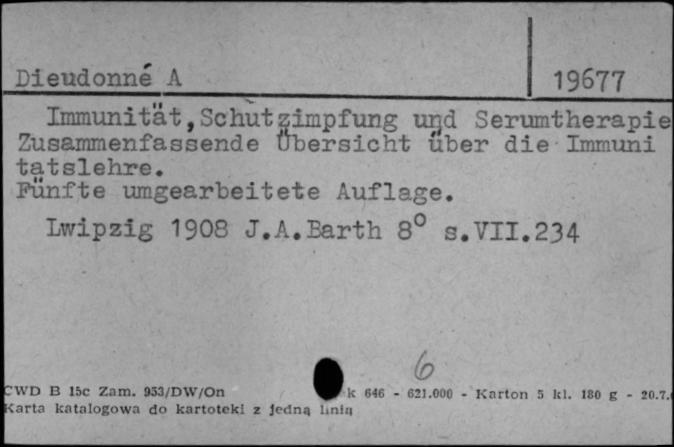 Dieudonné A 19677
Immunität, Schutzimpfung und Serumtherapie
Zusammenfassende Übersicht über die Immuni
tatslehre.
Fünfte umgearbeitete Auflage.
Lwipzig 1908 J.A.Barth 8° s.VII.234
6
CWD B 15c Zam. 953/DW/On k 646 - 621.000 - Karton 5 kl. 180 g - 20.7.
Karta katalogowa do kartoteki z jedną linią